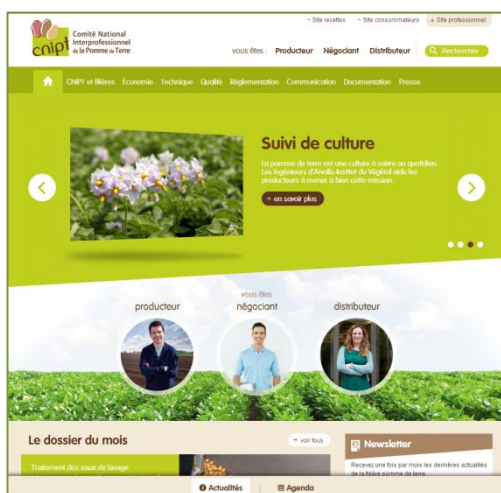 → Site recettes → Site consommateurs ↓ Site professionnel
cnipt
Comité National
Interprofessionnel
de la Pomme de Terre
vous êtes : Producteur Négociant Distributeur Rechercher
CNIPT et filières Economie Technique Qualité Réglementation Communication Documentation Presse
Suivi de culture
La pomme de terre est une culture à suivre au quotidien.
Les ingénieurs d'Arvalis-Institut du Végétal aide les
producteurs à mener à bien cette mission.
→ en savoir plus
vous êtes
producteur négociant distributeur
Le dossier du mois
→ voir tous
Newsletter
Traitement des eaux de lavage
Recevez une fois par mois les dernières actualités
de la filière pomme de terre.
Actualités
Agenda